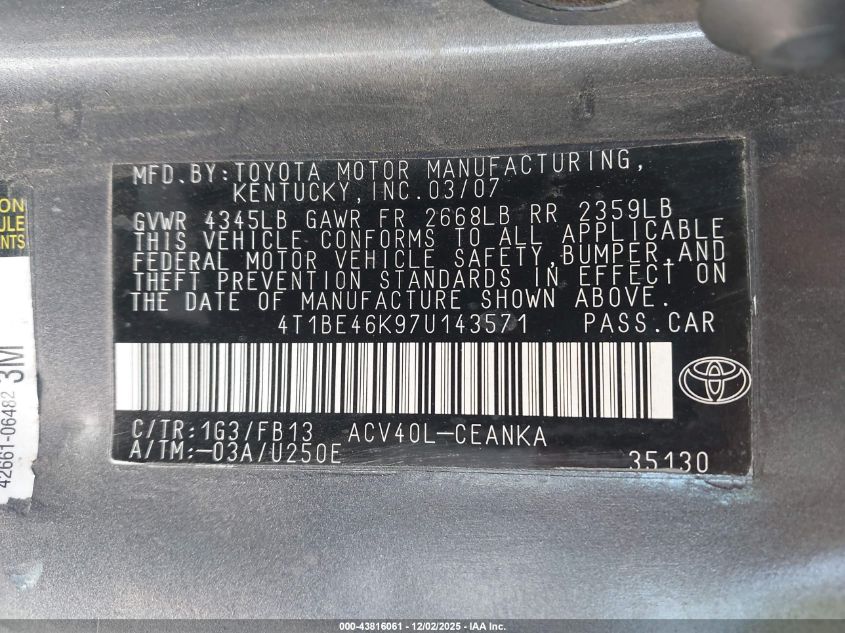 MFD.BY:TOYOTA MOTOR MANUFACTURING,
KENTUCKY,INC.03/07
GVWR 4345LB GAWR FR 2668LB RR 2359LB
THIS VEHICLE CONFORMS TO ALL APPLICABLE
FEDERAL MOTOR VEHICLE SAFETY,BUMPER,AND
THEFT PREVENTION STANDARDS IN EFFECT ON
THE DATE OF MANUFACTURE SHOWN ABOVE.
4T1BE46K97U143571 PASS.CAR
C/TR:1G3/FB13 ACV40L-CEANKA
A/TM:-03A/U250E 35130
42661-06482 3M
000-43816061 - 12/02/2025 - IAA Inc.